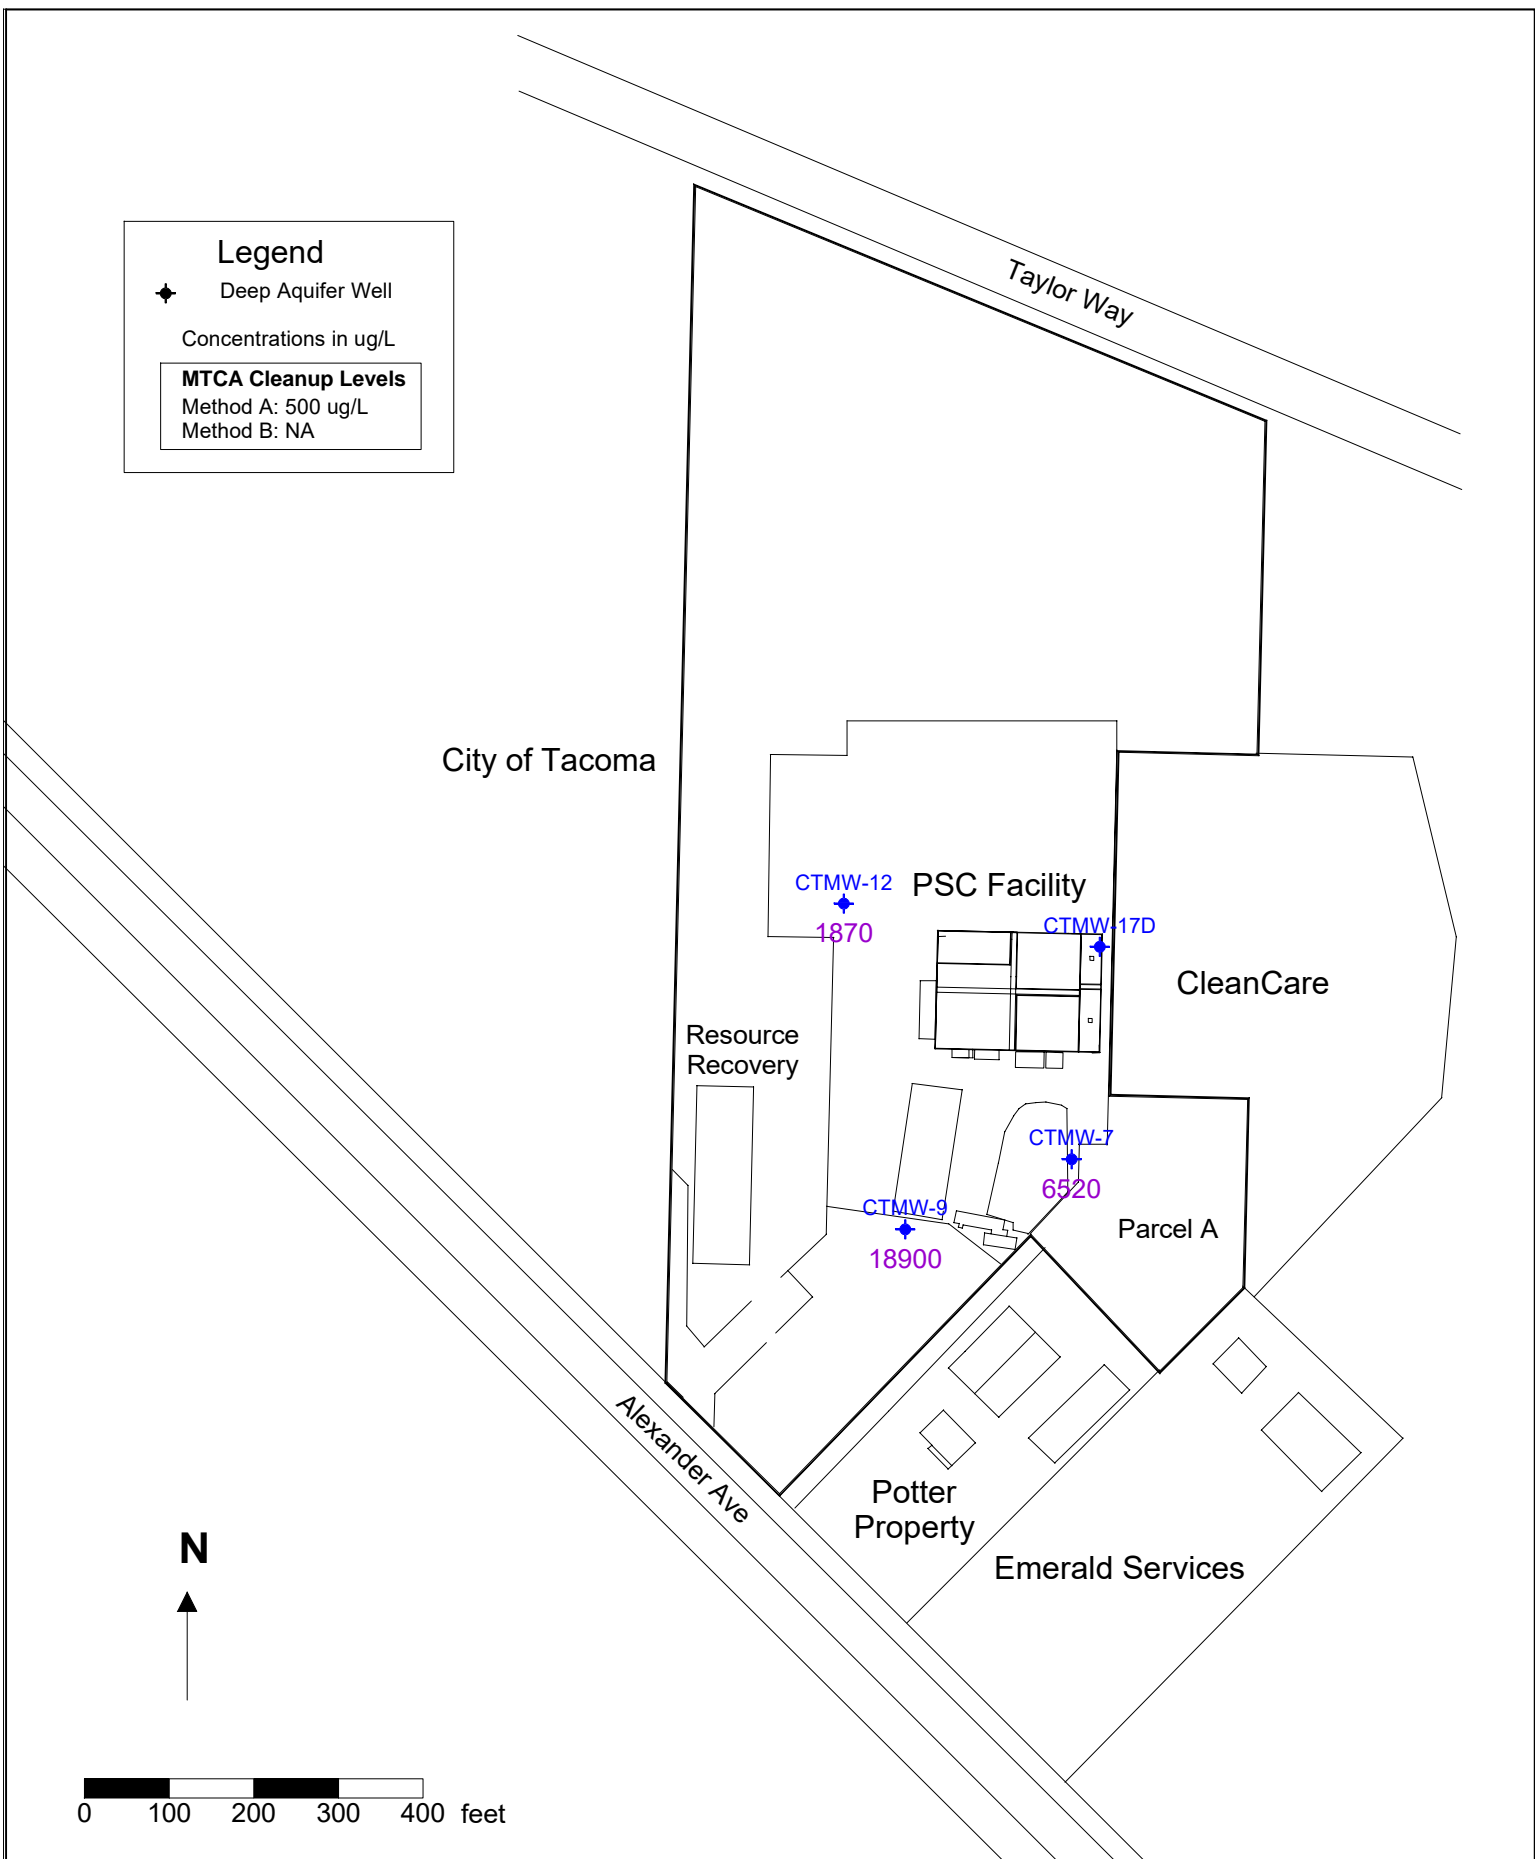 Taylor Way
Legend
Deep Aquifer Well
Concentrations in ug/L
MTCA Cleanup Levels
Method A: 500 ug/L
Method B: NA
City of Tacoma
CTMW-12
1870
PSC Facility
CTMW-17D
CleanCare
Resource
Recovery
CTMW-7
6520
CTMW-9
18900
Parcel A
Alexander Ave
Potter
Property
Emerald Services
N
0 100 200 300 400 feet